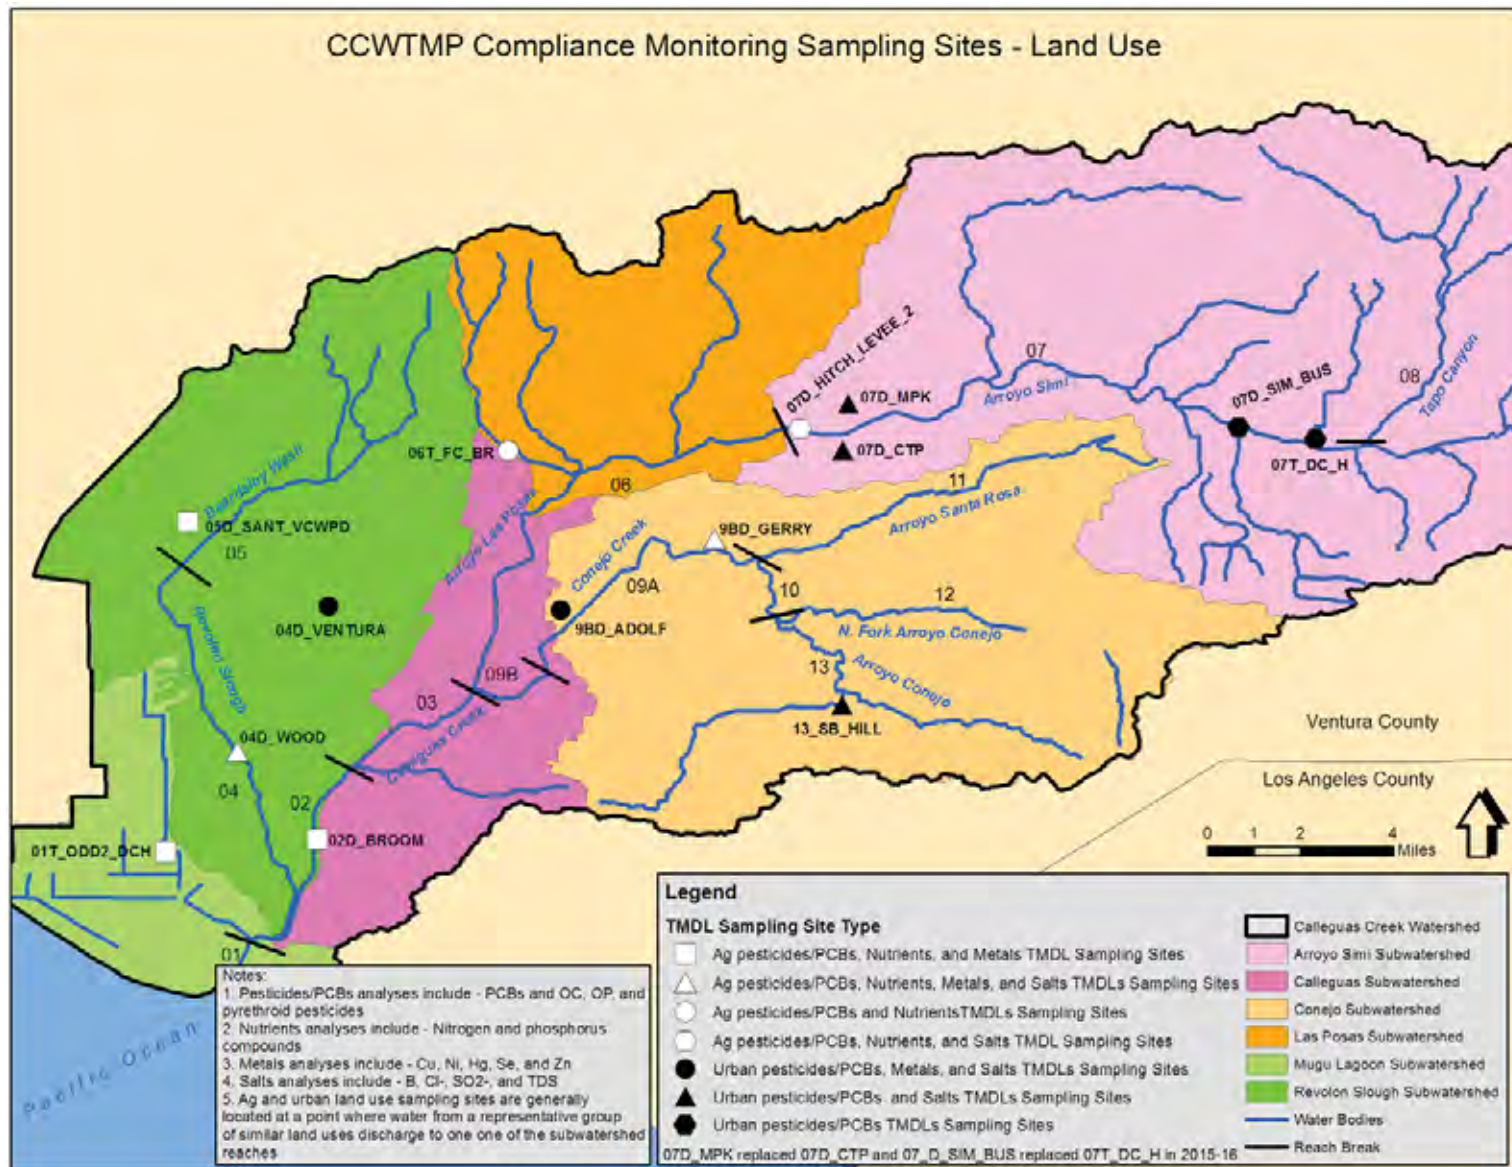 CCWTMP Compliance Monitoring Sampling Sites - Land Use
07D_HITCH_LEVEE_2
07
07D_MPK
Arroyo Simi
07D_SIM_BUS
08
Tapo Canyon
07D_CTP
07T_DC_H
06T_FC_BR
06
11
Arroyo Santa Rosa
Beardsley Wash
05D_SANT_VCWPD
05
Arroyo Las Posas
9BD_GERRY
Conejo Creek
09A
10
12
04D_VENTURA
9BD_ADOLF
N. Fork Arroyo Conejo
Revolon Slough
13
Arroyo Conejo
09B
03
13_SB_HILL
Ventura County
04D_WOOD
Calleguas Creek
Los Angeles County
04
02
02D_BROOM
01T_ODD2_DCH
0 1 2 4
Miles
01
Pacific Ocean
Notes:
1. Pesticides/PCBs analyses include - PCBs and OC, OP, and
pyrethroid pesticides
2. Nutrients analyses include - Nitrogen and phosphorus
compounds
3. Metals analyses include - Cu, Ni, Hg, Se, and Zn
4. Salts analyses include - B, Cl-, SO2-, and TDS
5. Ag and urban land use sampling sites are generally
located at a point where water from a representative group
of similar land uses discharge to one one of the subwatershed
reaches
Legend
TMDL Sampling Site Type
Ag pesticides/PCBs, Nutrients, and Metals TMDL Sampling Sites
Ag pesticides/PCBs, Nutrients, Metals, and Salts TMDLs Sampling Sites
Ag pesticides/PCBs and NutrientsTMDLs Sampling Sites
Ag pesticides/PCBs, Nutrients, and Salts TMDL Sampling Sites
Urban pesticides/PCBs, Metals, and Salts TMDLs Sampling Sites
Urban pesticides/PCBs. and Salts TMDLs Sampling Sites
Urban pesticides/PCBs TMDLs Sampling Sites
07D_MPK replaced 07D_CTP and 07_D_SIM_BUS replaced 07T_DC_H in 2015-16
Calleguas Creek Watershed
Arroyo Simi Subwatershed
Calleguas Subwatershed
Conejo Subwatershed
Las Posas Subwatershed
Mugu Lagoon Subwatershed
Revolon Slough Subwatershed
Water Bodies
Reach Break